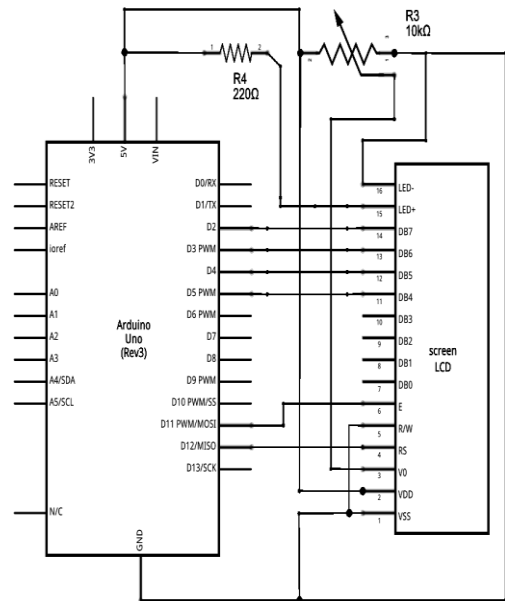 R3
10kΩ
1
2
R4
220Ω
3V3
5V
VIN
RESET
RESET2
AREF
ioref
A0
A1
A2
A3
A4/SDA
A5/SCL
N/C
Arduino
Uno
(Rev3)
D0/RX
D1/TX
D2
D3 PWM
D4
D5 PWM
D6 PWM
D7
D8
D9 PWM
D10 PWM/SS
D11 PWM/MOSI
D12/MISO
D13/SCK
GND
16
LED-
15
LED+
14
DB7
13
DB6
12
DB5
11
DB4
10
DB3
9
DB2
8
DB1
7
DB0
6
E
5
R/W
4
RS
3
V0
2
VDD
1
VSS
screen
LCD